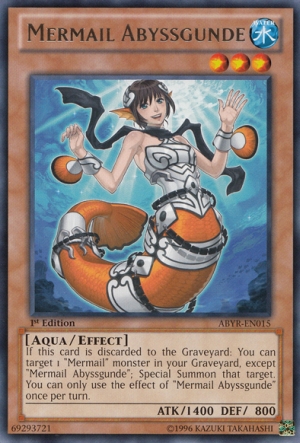 MERMAIL ABYSSGUNDE
WATER
水
1st Edition
ABYR-EN015
[AQUA / EFFECT]
If this card is discarded to the Graveyard: You can
target 1 "Mermail" monster in your Graveyard, except
"Mermail Abyssgunde"; Special Summon that target.
You can only use the effect of "Mermail Abyssgunde"
once per turn.
ATK/1400 DEF/ 800
69293721
©1996 KAZUKI TAKAHASHI